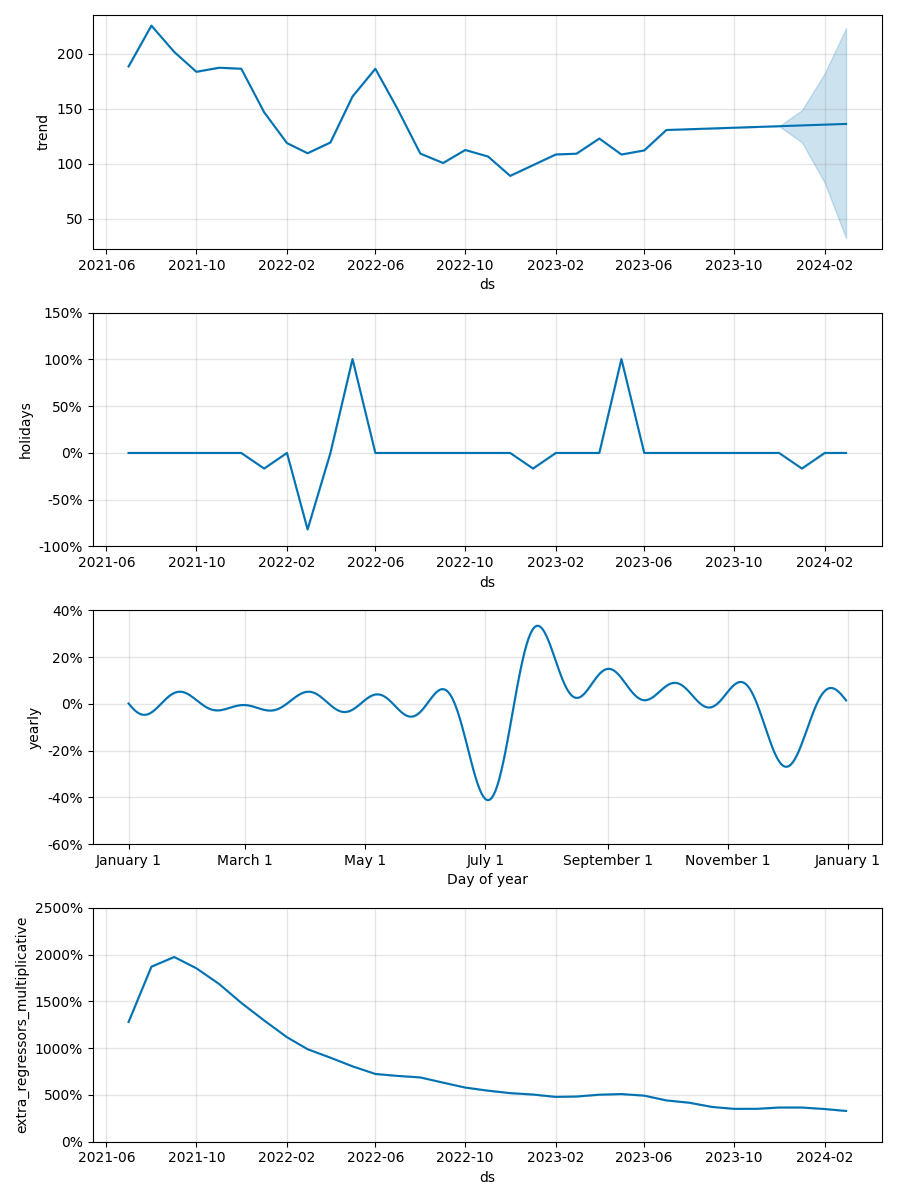 200
150
100
50
trend
2021-06 2021-10 2022-02 2022-06 2022-10 2023-02 2023-06 2023-10 2024-02
ds
150%
100%
50%
0%
-50%
-100%
holidays
2021-06 2021-10 2022-02 2022-06 2022-10 2023-02 2023-06 2023-10 2024-02
ds
40%
20%
0%
-20%
-40%
-60%
yearly
January 1 March 1 May 1 July 1 September 1 November 1 January 1
Day of year
2500%
2000%
1500%
1000%
500%
0%
extra_regressors_multiplicative
2021-06 2021-10 2022-02 2022-06 2022-10 2023-02 2023-06 2023-10 2024-02
ds